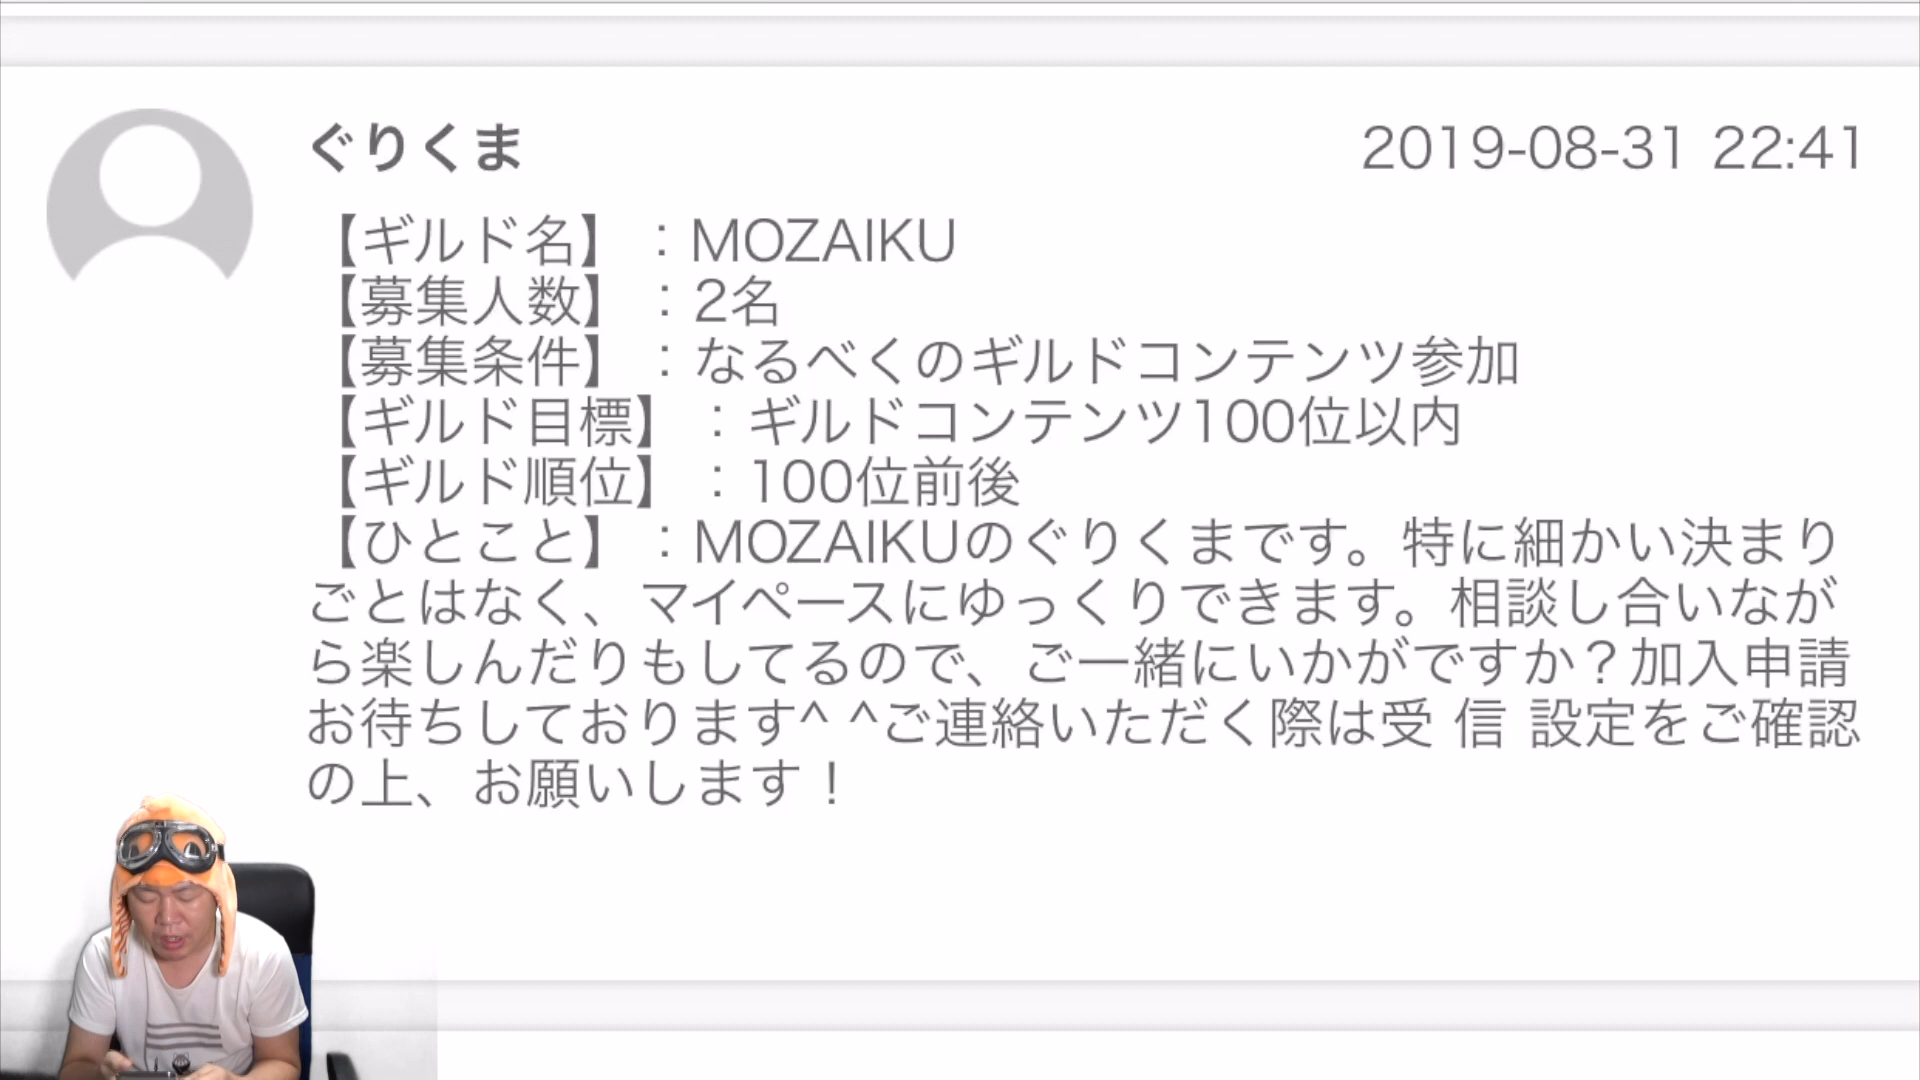 ぐりくま 2019-08-31 22:41
【ギルド名】 : MOZAIKU
【募集人数】 : 2名
【募集条件】 : なるべくのギルドコンテンツ参加
【ギルド目標】 : ギルドコンテンツ100位以内
【ギルド順位】 : 100位前後
【ひとこと】 : MOZAIKUのぐりくまです。特に細かい決まり
ごとはなく、マイペースにゆっくりできます。相談し合いなが
ら楽しんだりもしてるので、ご一緒にいかがですか？加入申請
お待ちしております^ ^ご連絡いただく際は受 信 設定をご確認
の上、お願いします！